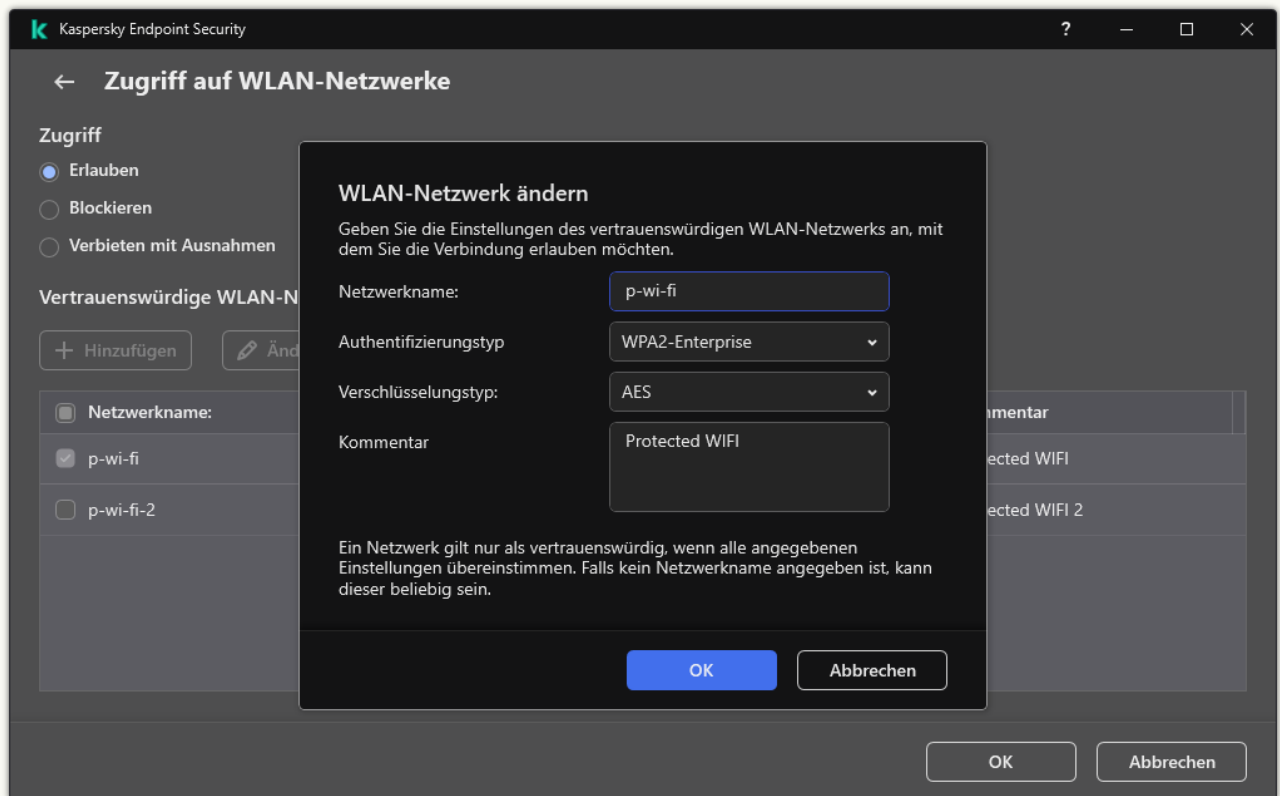 Kaspersky Endpoint Security
?
Zugriff auf WLAN-Netzwerke
Zugriff
Erlauben
Blockieren
Verbieten mit Ausnahmen
Vertrauenswürdige WLAN-N
Hinzufügen
Änd
Netzwerkname:
mmentar
p-wi-fi
ected WIFI
p-wi-fi-2
ected WIFI 2
WLAN-Netzwerk ändern
Geben Sie die Einstellungen des vertrauenswürdigen WLAN-Netzwerks an, mit
dem Sie die Verbindung erlauben möchten.
Netzwerkname:
p-wi-fi
Authentifizierungstyp
WPA2-Enterprise
Verschlüsselungstyp:
AES
Kommentar
Protected WIFI
Ein Netzwerk gilt nur als vertrauenswürdig, wenn alle angegebenen
Einstellungen übereinstimmen. Falls kein Netzwerkname angegeben ist, kann
dieser beliebig sein.
OK
Abbrechen
OK
Abbrechen